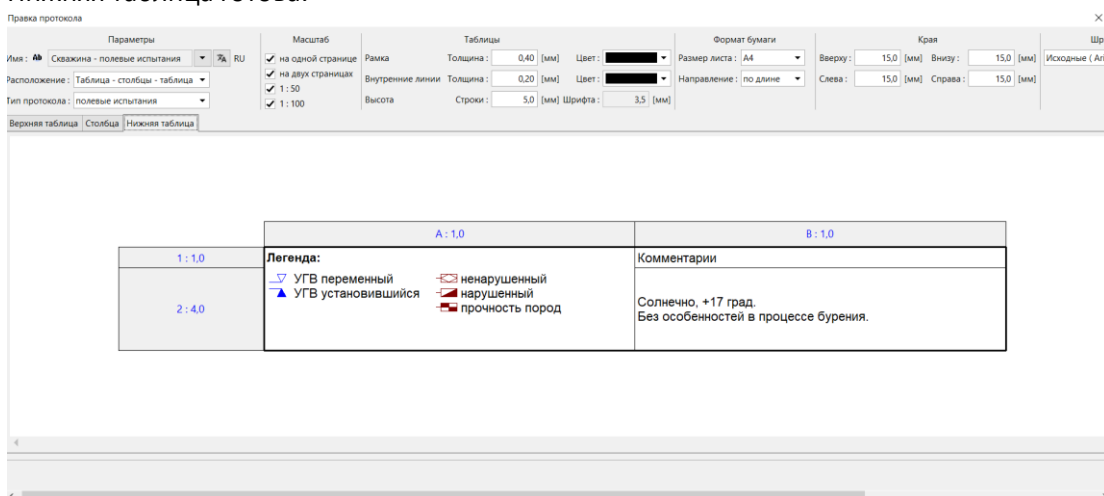 Правка протокола
Параметры Масштаб Таблицы Формат бумаги Края
Имя : Ab Скважина - полевые испытания RU на одной странице Рамка Толщина : 0,40 [мм] Цвет : Размер листа : A4 Вверху : 15,0 [мм] Внизу : 15,0 [мм] Исходные ( Ari
Расположение : Таблица - столбцы - таблица на двух страницах Внутренние линии Толщина : 0,20 [мм] Цвет : Направление : по длине Слева : 15,0 [мм] Справа : 15,0 [мм]
1 : 50
Тип протокола : полевые испытания 1 : 100 Высота Строки : 5,0 [мм] Шрифта : 3,5 [мм]
Верхняя таблица Столбца Нижняя таблица
A : 1,0 B : 1,0
1 : 1,0 Легенда: Комментарии
УГВ переменный ненарушенный
УГВ установившийся нарушенный
2 : 4,0 прочность пород
Солнечно, +17 град.
Без особенностей в процессе бурения.